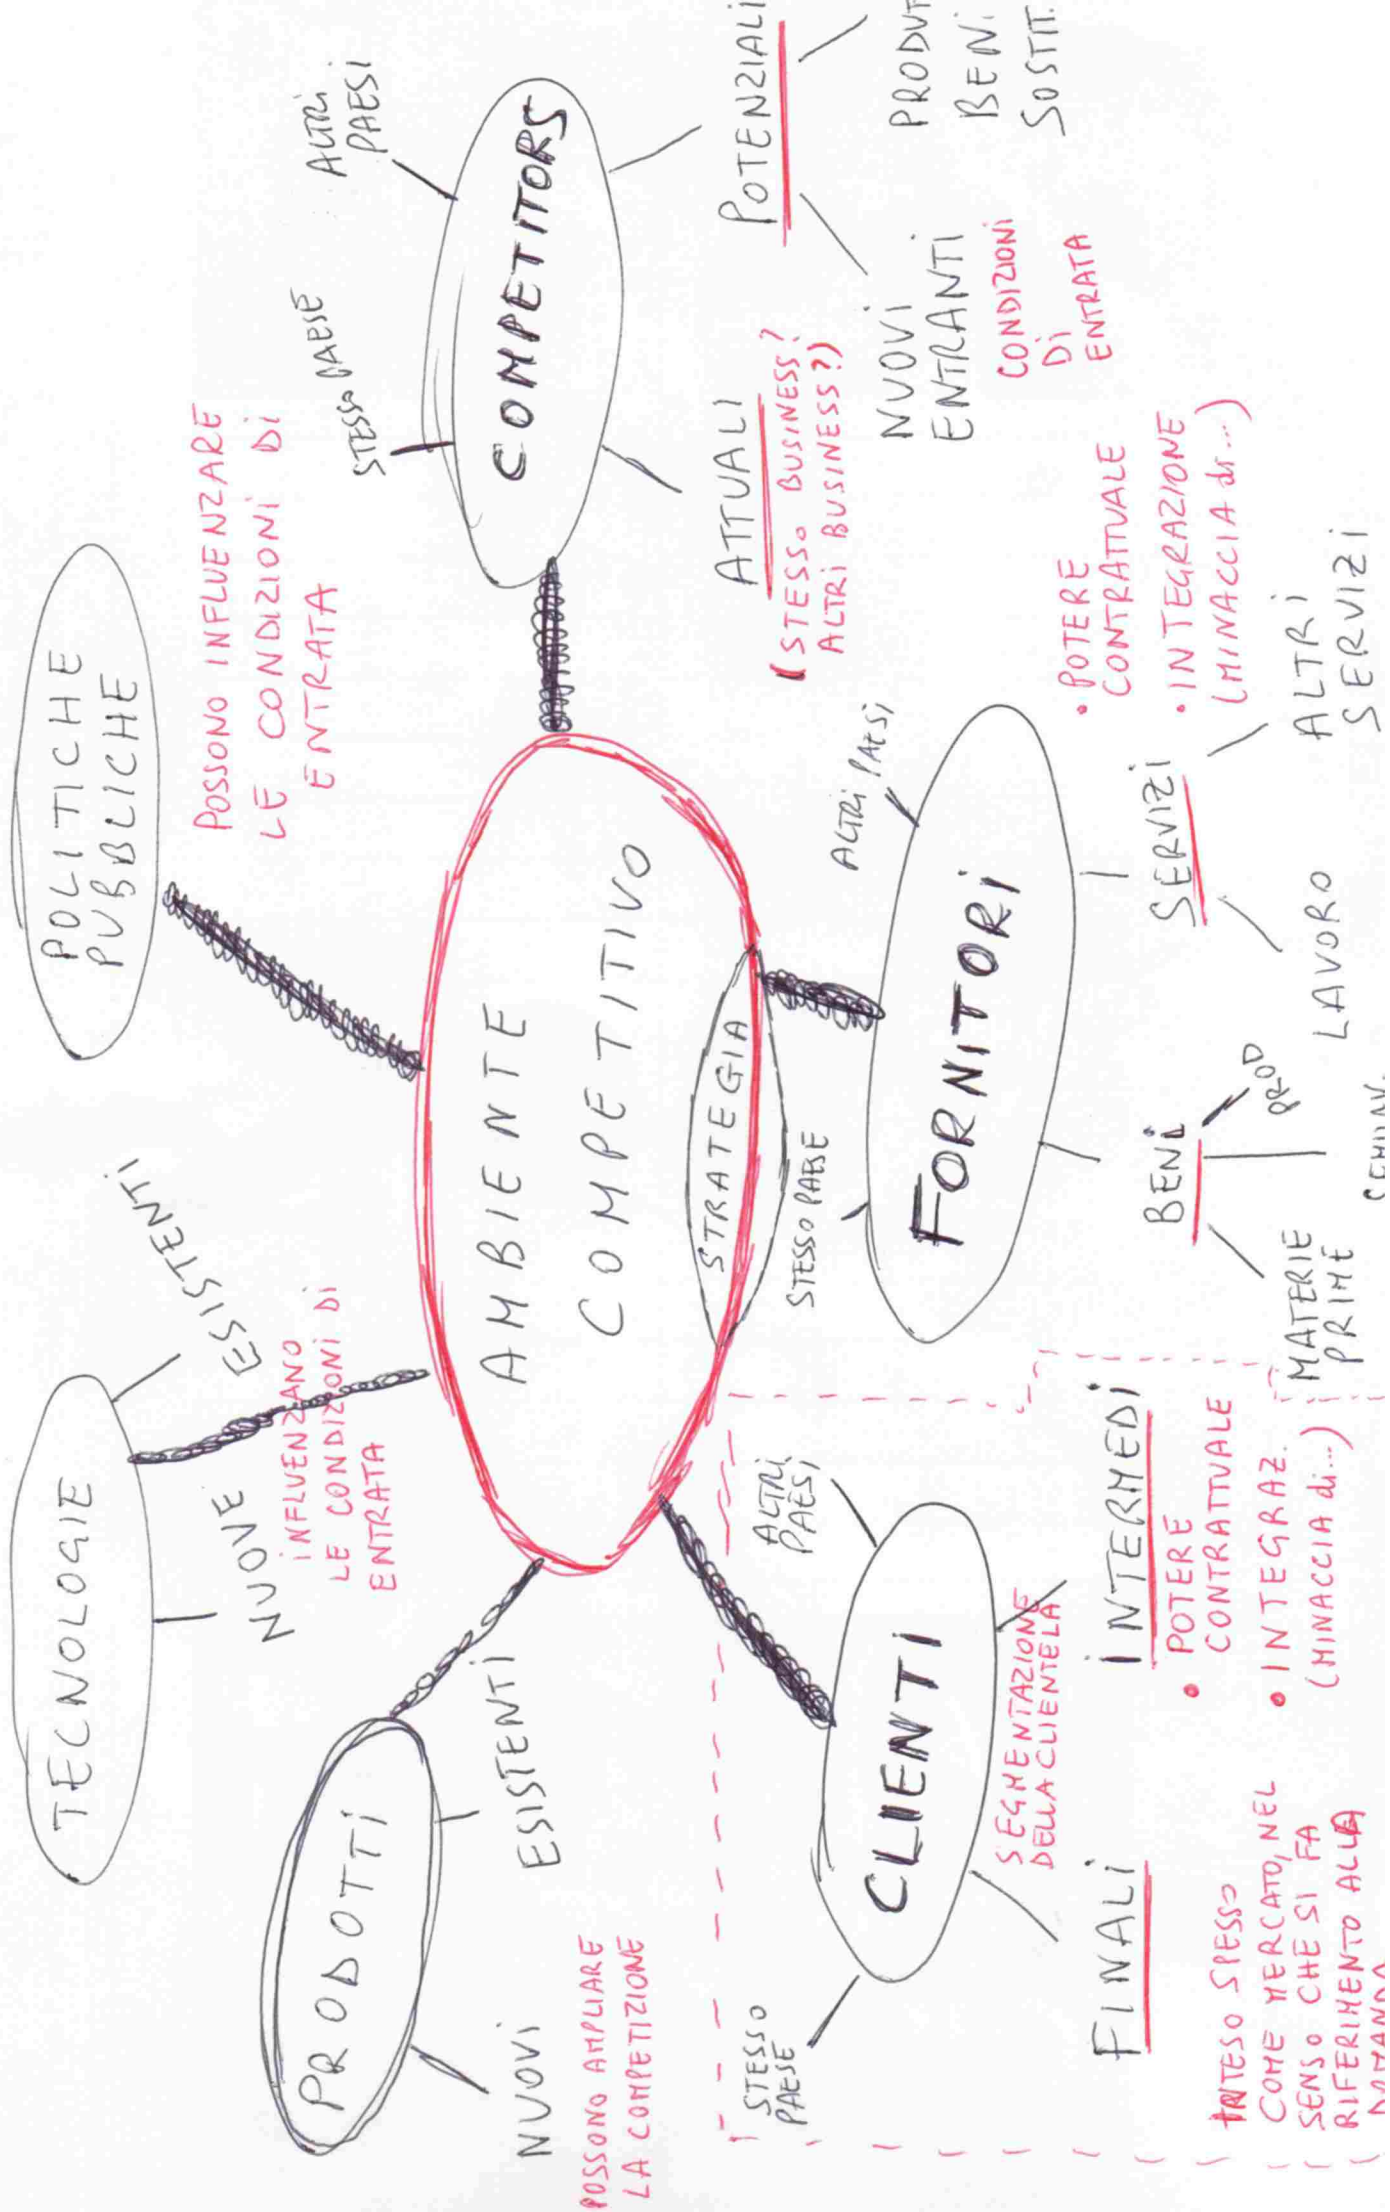 TECNOLOGIE
NUOVE
ESISTENTI
INFLUENZANO
LE CONDIZIONI DI
ENTRATA
POLITICHE
PUBBLICHE
POSSONO INFLUENZARE
LE CONDIZIONI DI
ENTRATA
PRODOTTI
NUOVI
ESISTENTI
POSSONO AMPLIARE
LA COMPETIZIONE
AMBIENTE
COMPETITIVO
STRATEGIA
STESSO PAESE
ALTRI
PAESI
COMPETITORS
ATTUALI
(STESSO BUSINESS?
ALTRI BUSINESS?)
POTENZIALI
NUOVI
ENTRANTI
CONDIZIONI
DI
ENTRATA
PRODUT
BENI
SOSTIT.
STESSO
PAESE
ALTRI
PAESI
CLIENTI
SEGMENTAZIONE
DELLA CLIENTELA
FINALI
INTESO SPESSO
COME MERCATO, NEL
SENSO CHE SI FA
RIFERIMENTO ALLA
DOMANDA
INTERMEDI
• POTERE
CONTRATTUALE
• INTEGRAZ.
(MINACCIA di...)
STESSO PAESE
ALTRI PAESI
FORNITORI
BENI
MATERIE
PRIME
PROD
SERVIZI
LAVORO
ALTRI
SERVIZI
• POTERE
CONTRATTUALE
• INTEGRAZIONE
(MINACCIA di...)